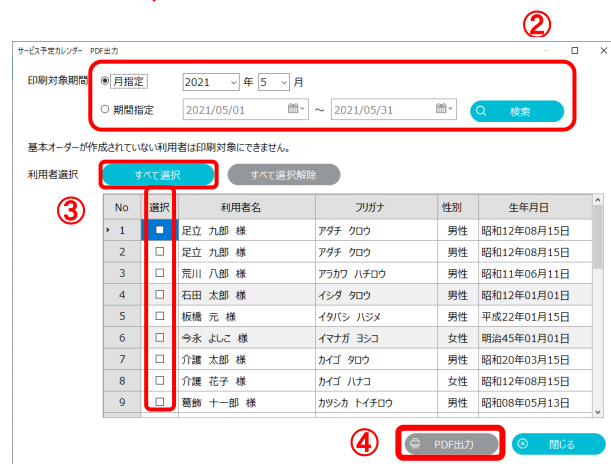 ②
サービス予定カレンダー PDF出力
印刷対象期間 月指定 2021 年 5 月
期間指定 2021/05/01 ～ 2021/05/31 検索
基本オーダーが作成されていない利用者は印刷対象にできません。
利用者選択 すべて選択 すべて選択解除
③
No 選択 利用者名 フリガナ 性別 生年月日
1 足立 九郎 様 アダチ クロウ 男性 昭和12年08月15日
2 足立 九郎 様 アダチ クロウ 男性 昭和12年08月15日
3 荒川 八郎 様 アラカワ ハチロウ 男性 昭和11年06月11日
4 石田 太郎 様 イシダ タロウ 男性 昭和12年01月01日
5 板橋 元 様 イタバシ ハジメ 男性 平成22年01月15日
6 今永 よしこ 様 イマナガ ヨシコ 女性 明治45年01月01日
7 介護 太郎 様 カイゴ タロウ 男性 昭和20年03月15日
8 介護 花子 様 カイゴ ハナコ 女性 昭和12年08月15日
9 葛飾 十一郎 様 カツシカ トイチロウ 男性 昭和08年05月13日
④ PDF出力 閉じる